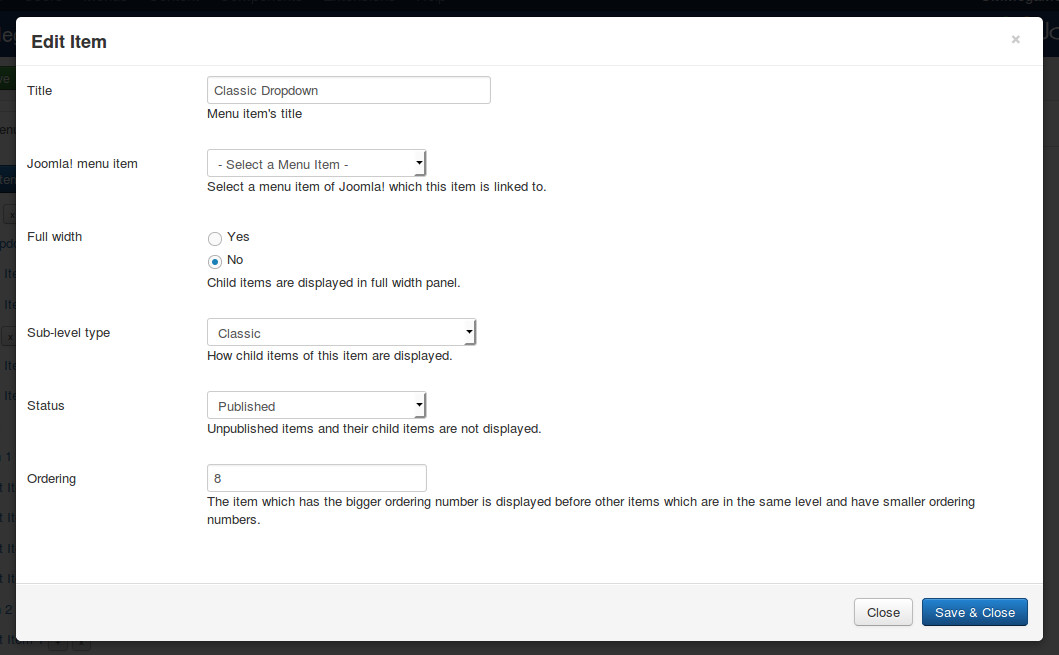 Edit Item
×
Title
Classic Dropdown
Menu item's title
Joomla! menu item
- Select a Menu Item -
Select a menu item of Joomla! which this item is linked to.
Full width
Yes
No
Child items are displayed in full width panel.
Sub-level type
Classic
How child items of this item are displayed.
Status
Published
Unpublished items and their child items are not displayed.
Ordering
8
The item which has the bigger ordering number is displayed before other items which are in the same level and have smaller ordering
numbers.
Close
Save & Close